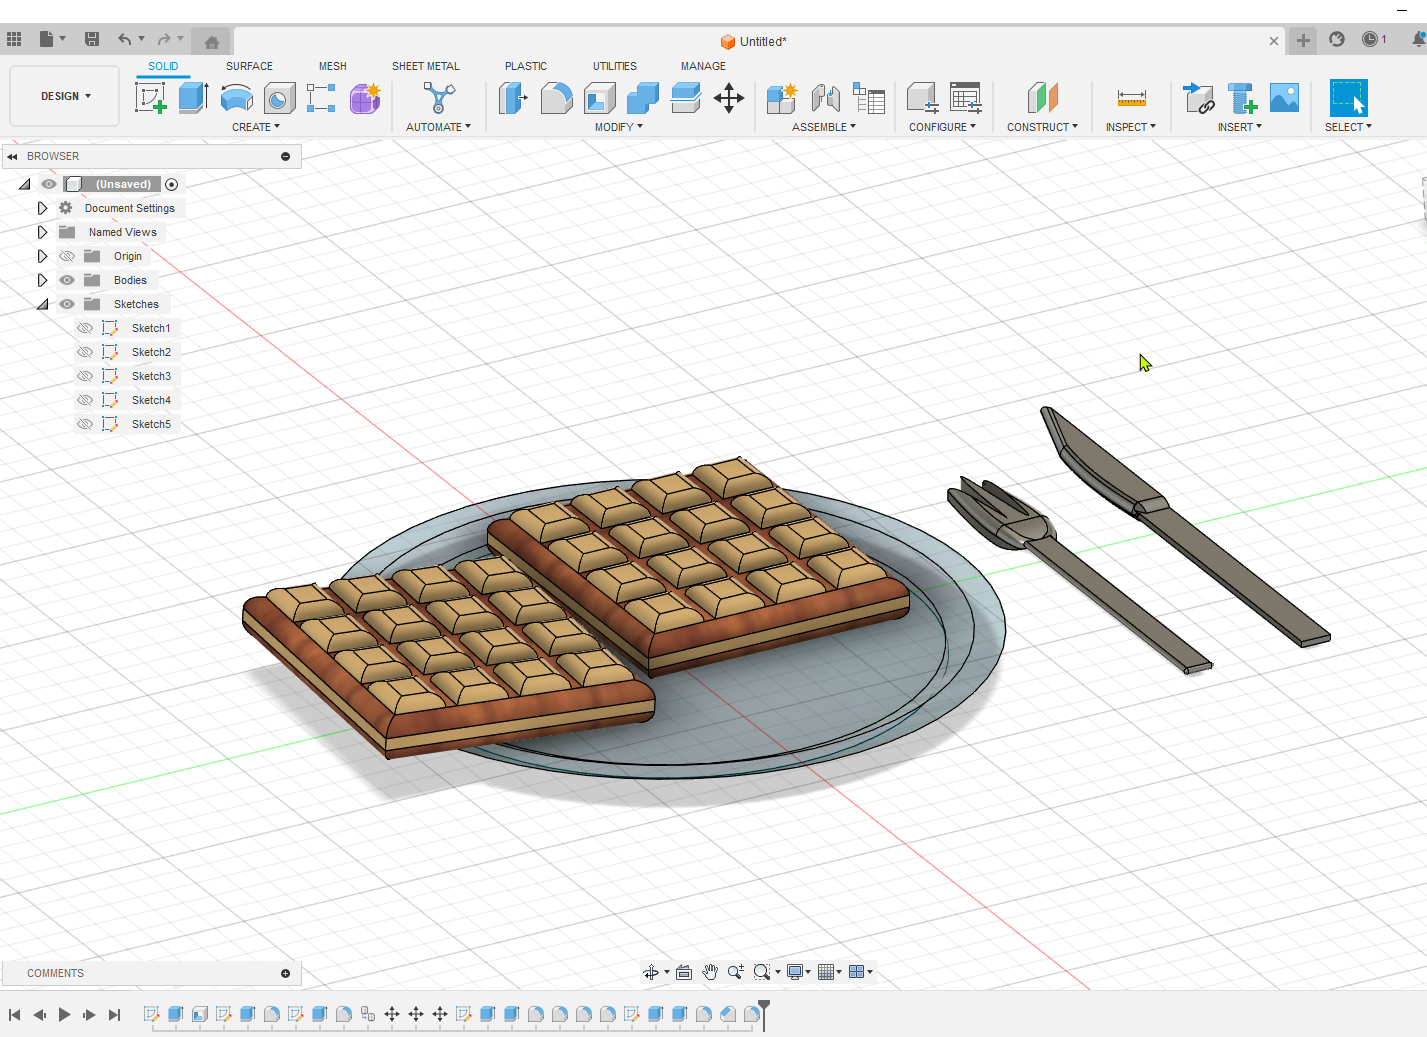 Untitled*
1
DESIGN
SOLID
SURFACE
MESH
SHEET METAL
PLASTIC
UTILITIES
MANAGE
CREATE
AUTOMATE
MODIFY
ASSEMBLE
CONFIGURE
CONSTRUCT
INSPECT
INSERT
SELECT
BROWSER
(Unsaved)
Document Settings
Named Views
Origin
Bodies
Sketches
Sketch1
Sketch2
Sketch3
Sketch4
Sketch5
COMMENTS